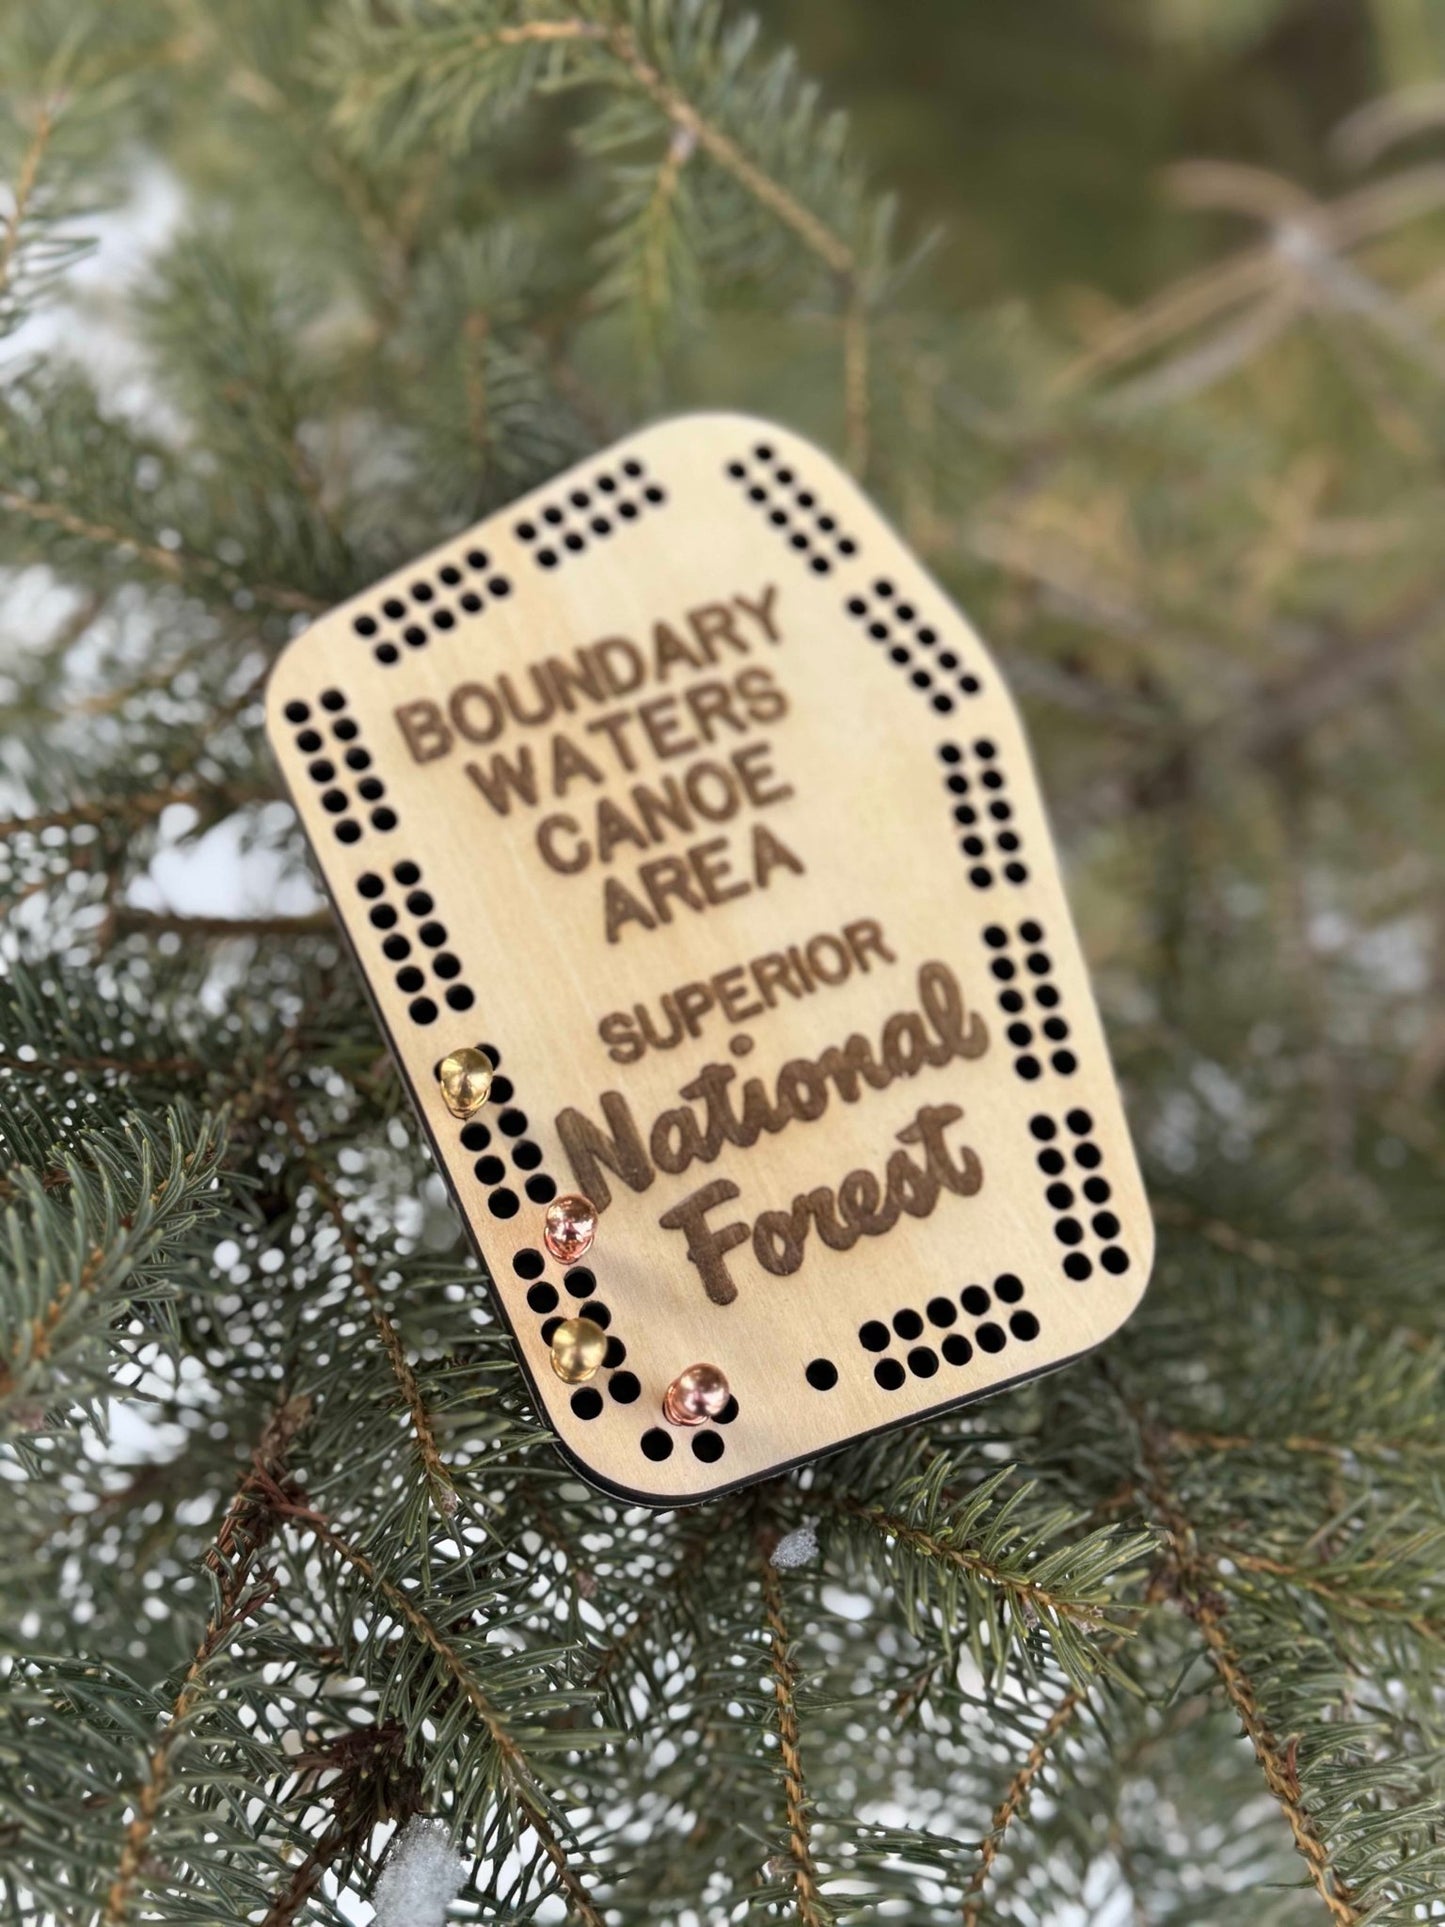 BOUNDARY
WATERS
CANOE
AREA
SUPERIOR
National
Forest